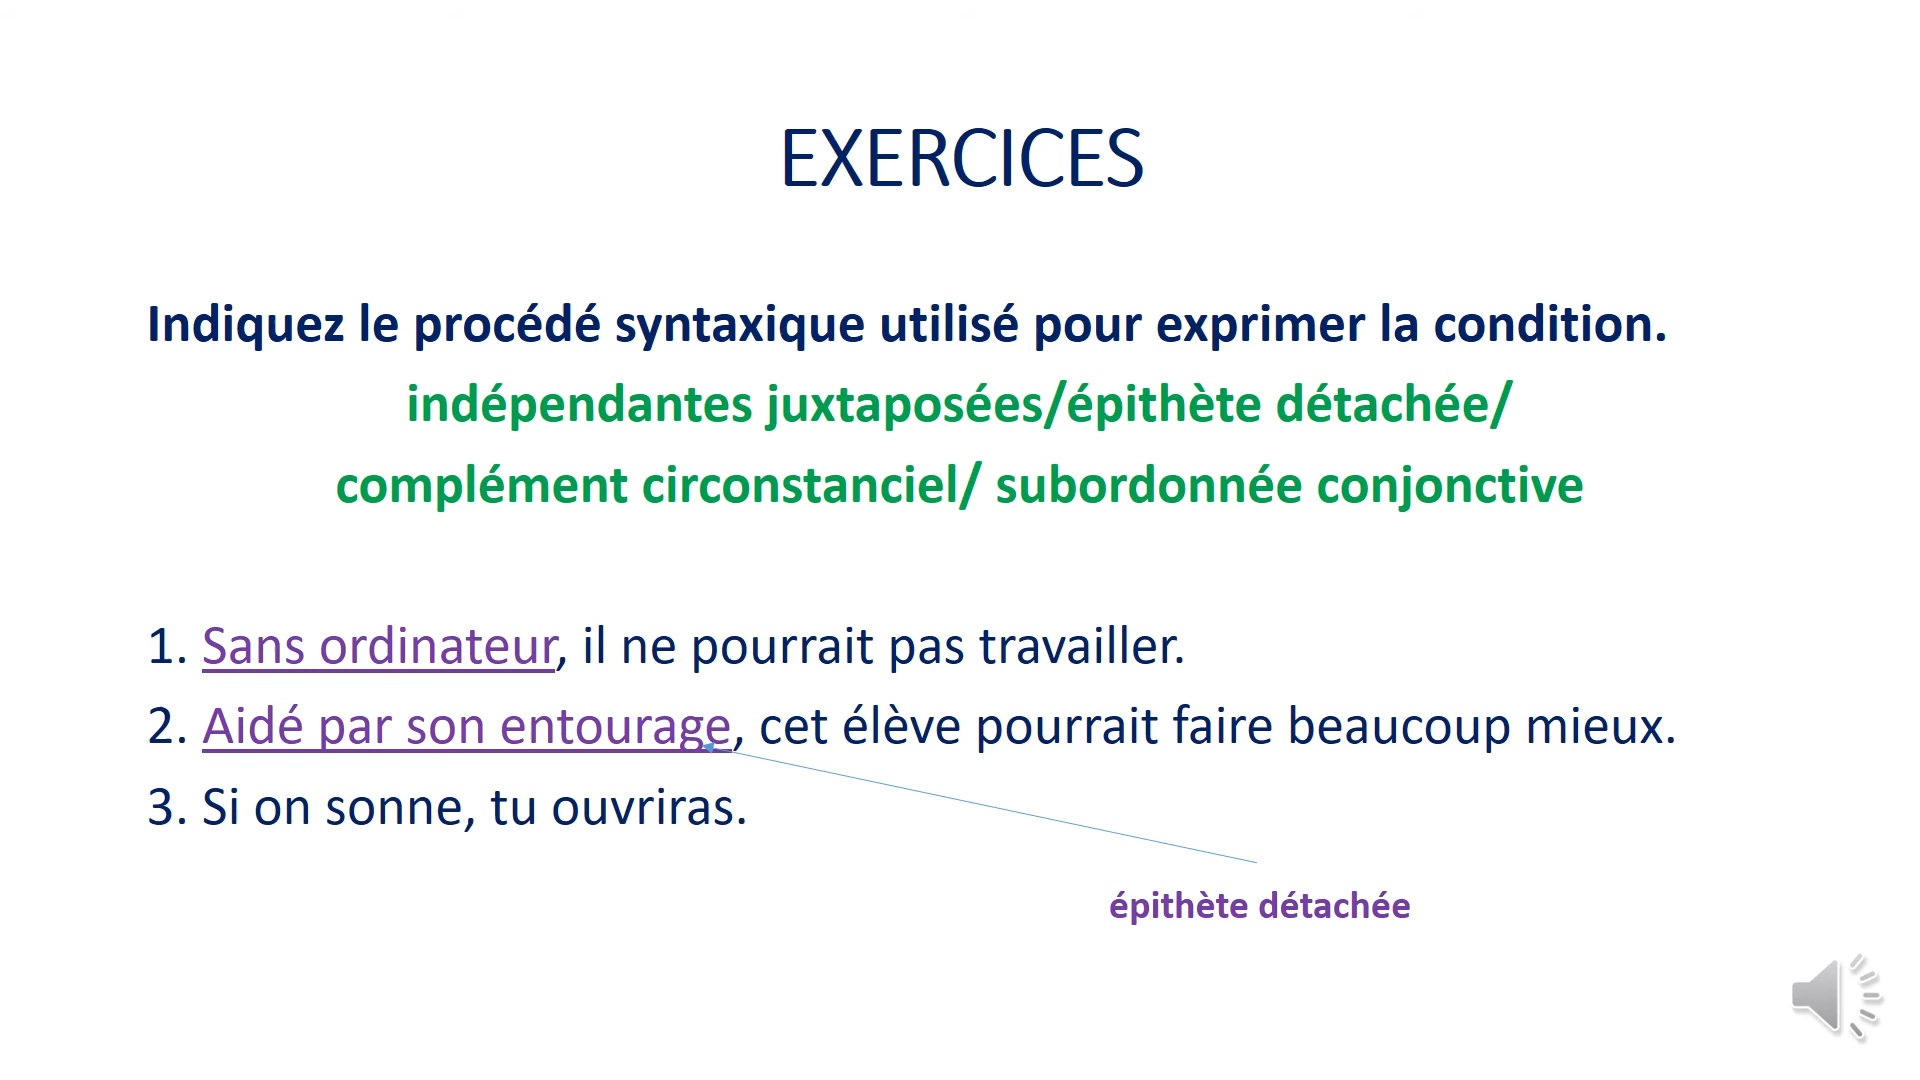 EXERCICES
Indiquez le procédé syntaxique utilisé pour exprimer la condition.
indépendantes juxtaposées/épithète détachée/
complément circonstanciel/ subordonnée conjonctive
1. Sans ordinateur, il ne pourrait pas travailler.
2. Aidé par son entourage, cet élève pourrait faire beaucoup mieux.
3. Si on sonne, tu ouvriras.
épithète détachée